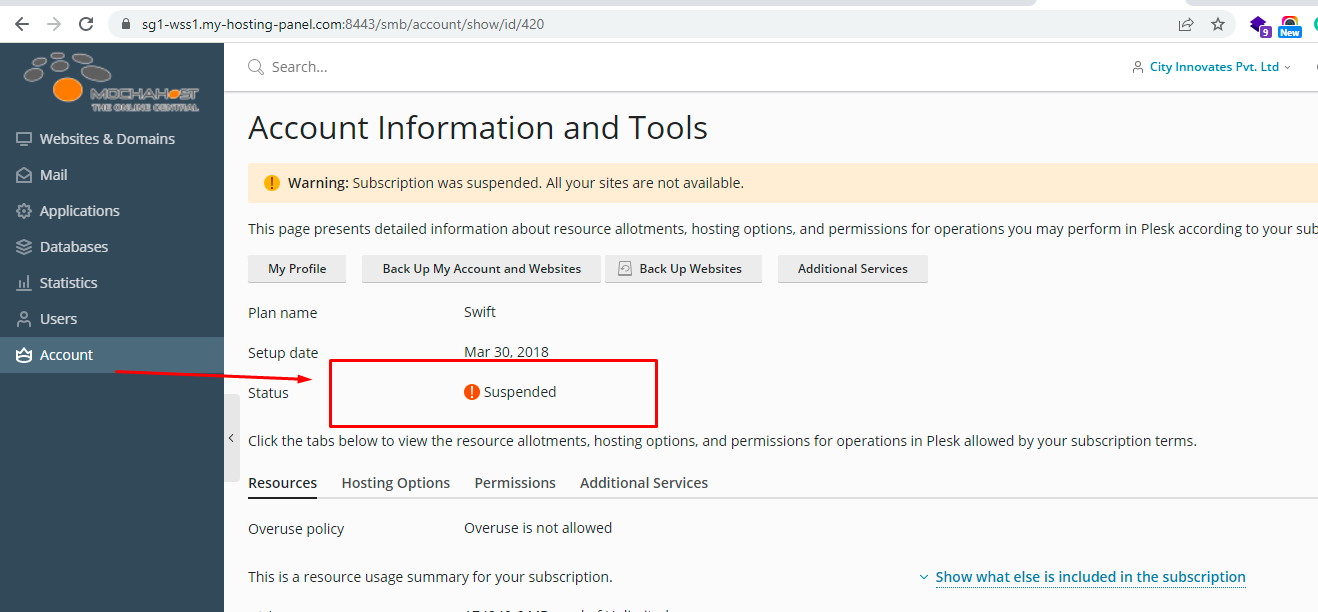 sg1-wss1.my-hosting-panel.com:8443/smb/account/show/id/420
9
New
MOCHAHOST
THE ONLINE CENTRAL
Search...
City Innovates Pvt. Ltd
Websites & Domains
Mail
Applications
Databases
Statistics
Users
Account
Account Information and Tools
Warning: Subscription was suspended. All your sites are not available.
This page presents detailed information about resource allotments, hosting options, and permissions for operations you may perform in Plesk according to your sub
My Profile
Back Up My Account and Websites
Back Up Websites
Additional Services
Plan name Swift
Setup date Mar 30, 2018
Status Suspended
Click the tabs below to view the resource allotments, hosting options, and permissions for operations in Plesk allowed by your subscription terms.
Resources Hosting Options Permissions Additional Services
Overuse policy Overuse is not allowed
This is a resource usage summary for your subscription.
Show what else is included in the subscription